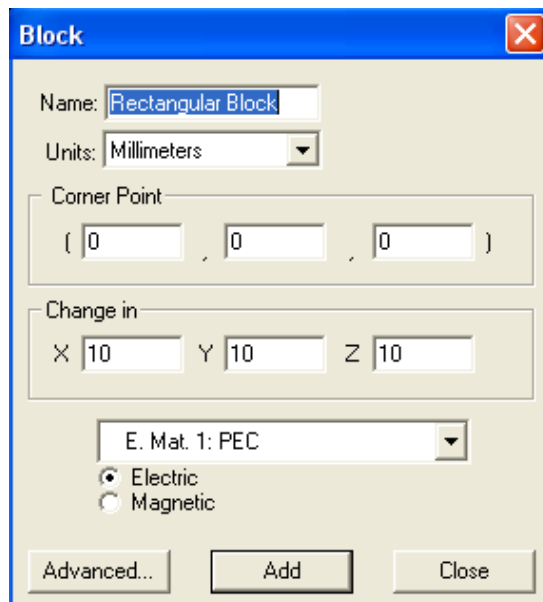 Block
Name: Rectangular Block
Units: Millimeters
Corner Point
( 0 , 0 , 0 )
Change in
X 10 Y 10 Z 10
E. Mat. 1: PEC
Electric
Magnetic
Advanced... Add Close